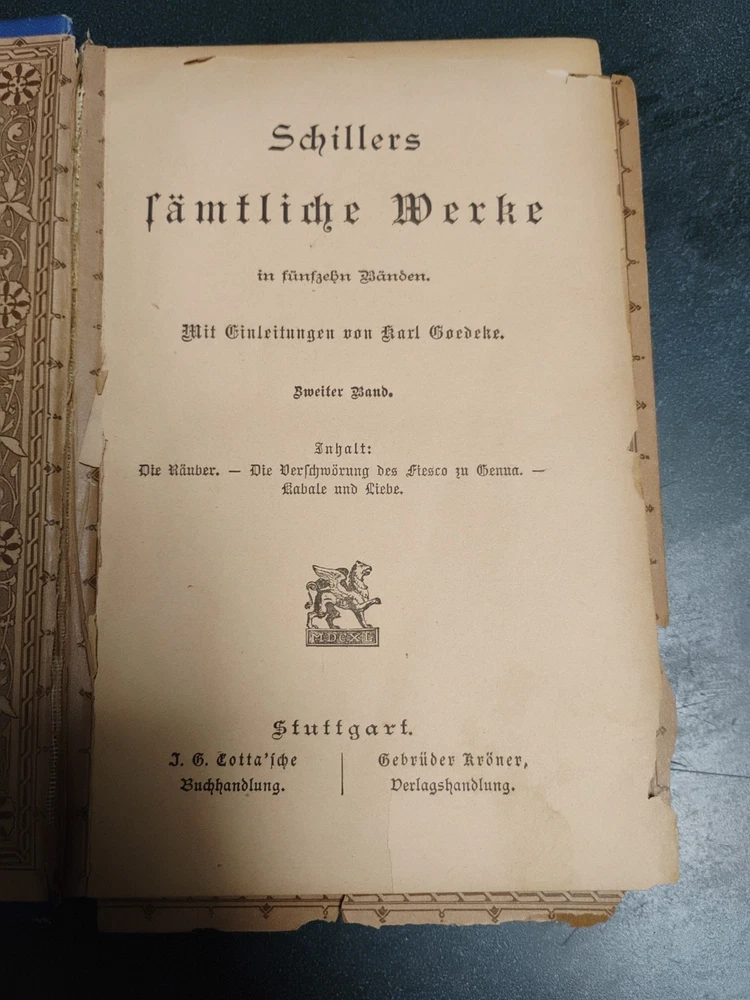 Schillers
sämtliche Werke
in fünfzehn Bänden.
Mit Einleitungen von Karl Goedeke.
Zweiter Band.
Inhalt:
Die Räuber. — Die Verschwörung des Fiesco zu Genua. —
Kabale und Liebe.
MDCXL
Stuttgart.
J. G. Cotta'sche
Buchhandlung.
Gebrüder Kröner,
Verlagshandlung.